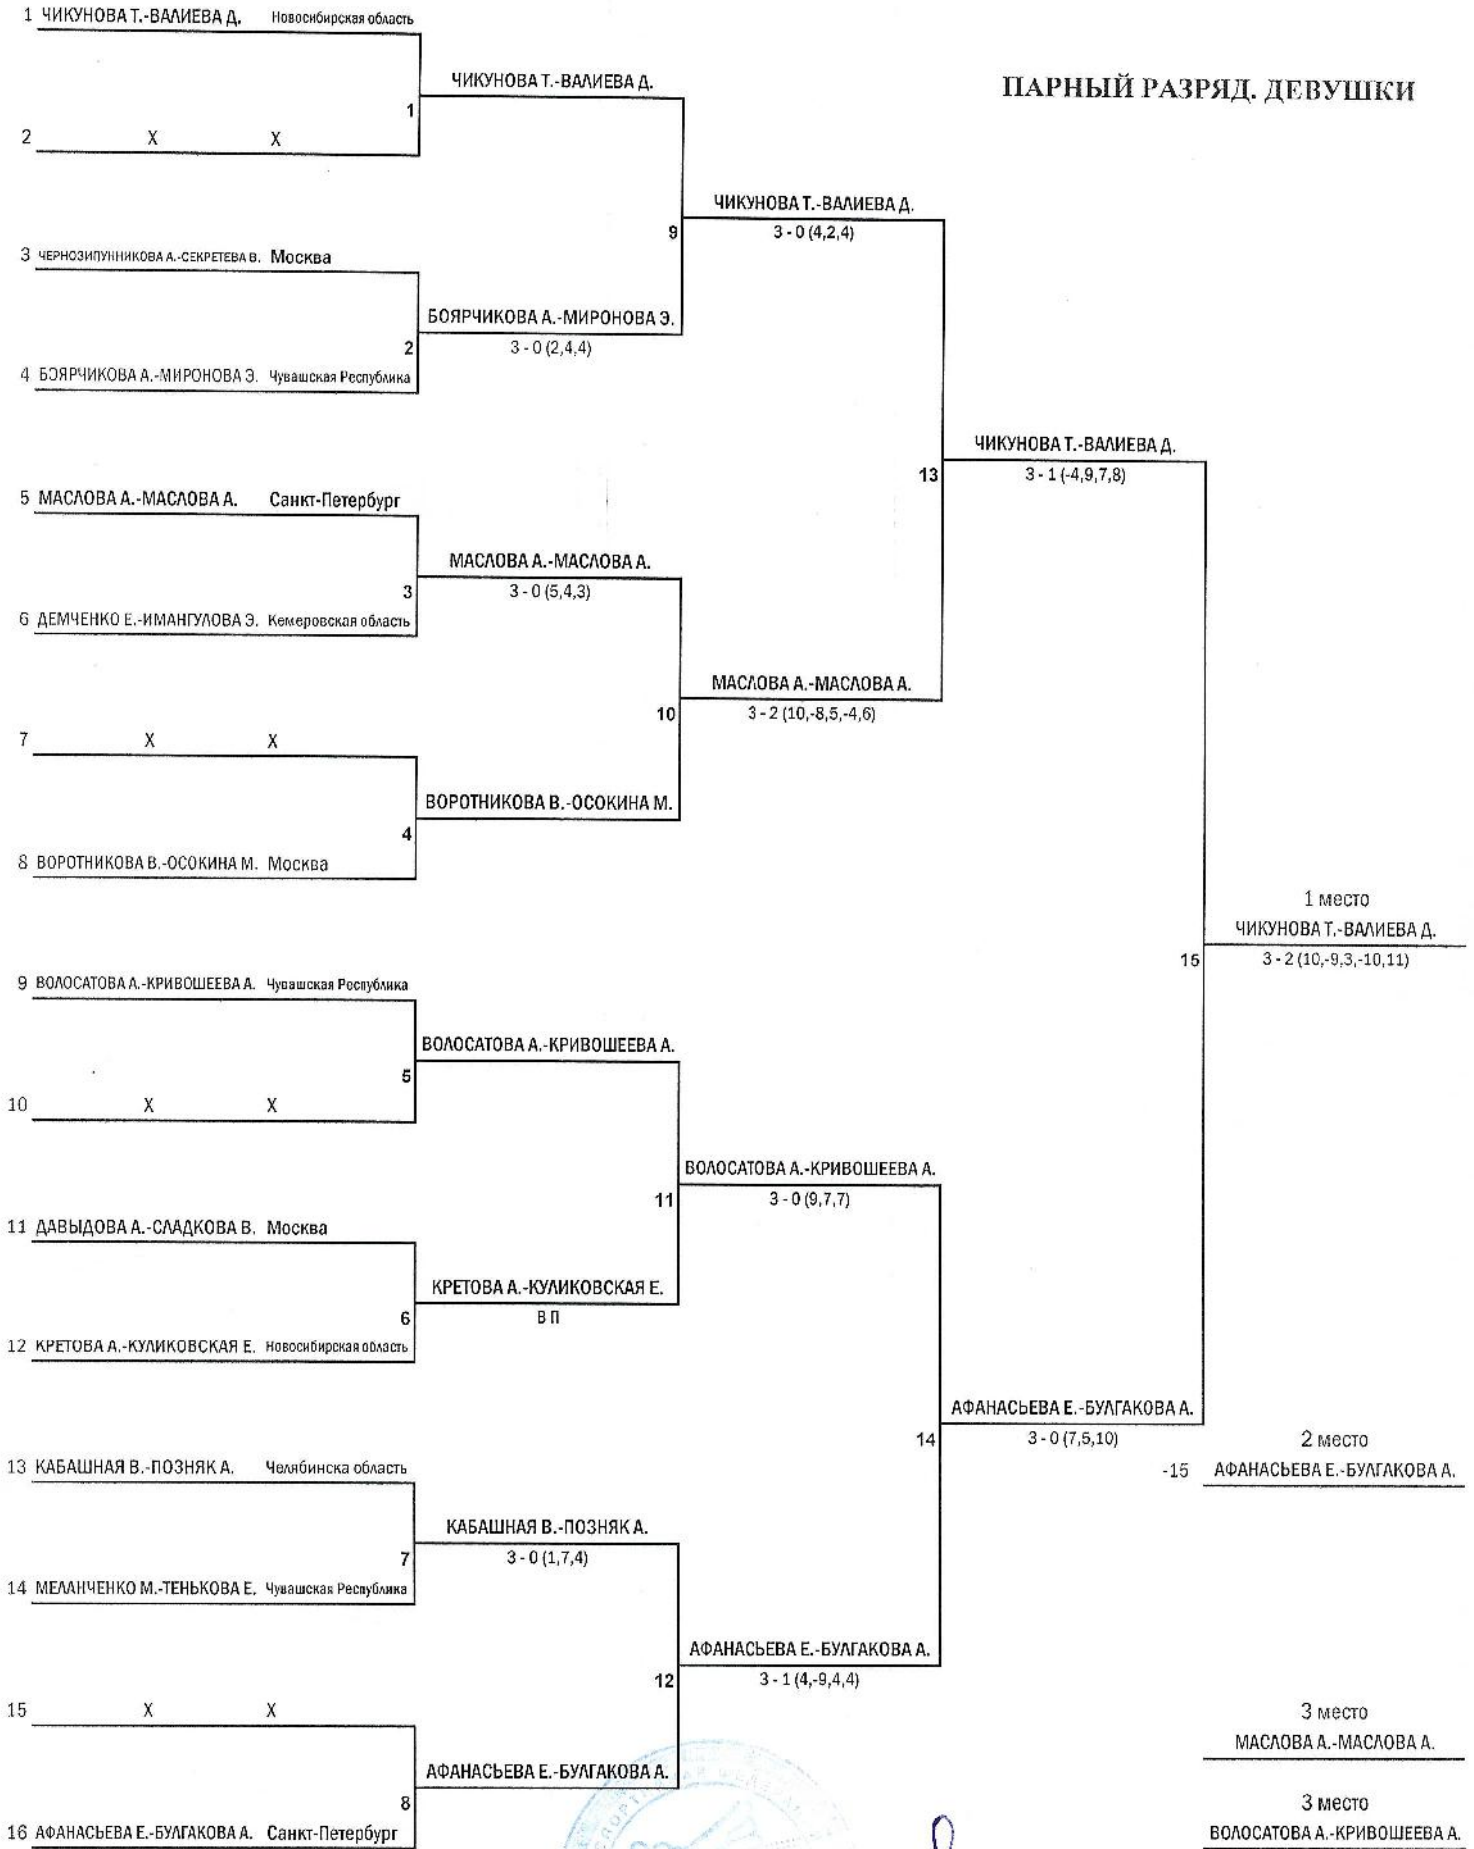 ПАРНЫЙ РАЗРЯД. ДЕВУШКИ
1 ЧИКУНОВА Т.-ВАЛИЕВА Д. Новосибирская область
ЧИКУНОВА Т.-ВАЛИЕВА Д.
1
2 X X
ЧИКУНОВА Т.-ВАЛИЕВА Д.
9
3 - 0 (4,2,4)
3 ЧЕРНОЗИПУННИКОВА А.-СЕКРЕТЕВА В. Москва
БОЯРЧИКОВА А.-МИРОНОВА Э.
2
3 - 0 (2,4,4)
4 БОЯРЧИКОВА А.-МИРОНОВА Э. Чувашская Республика
ЧИКУНОВА Т.-ВАЛИЕВА Д.
13
3 - 1 (-4,9,7,8)
5 МАСЛОВА А.-МАСЛОВА А. Санкт-Петербург
МАСЛОВА А.-МАСЛОВА А.
3
3 - 0 (5,4,3)
6 ДЕМЧЕНКО Е.-ИМАНГУЛОВА Э. Кемеровская область
МАСЛОВА А.-МАСЛОВА А.
10
3 - 2 (10,-8,5,-4,6)
7 X X
ВОРОТНИКОВА В.-ОСОКИНА М.
4
8 ВОРОТНИКОВА В.-ОСОКИНА М. Москва
1 место
ЧИКУНОВА Т.-ВАЛИЕВА Д.
15
3 - 2 (10,-9,3,-10,11)
9 ВОЛОСАТОВА А.-КРИВОШЕЕВА А. Чувашская Республика
ВОЛОСАТОВА А.-КРИВОШЕЕВА А.
5
10 X X
ВОЛОСАТОВА А.-КРИВОШЕЕВА А.
11
3 - 0 (9,7,7)
11 ДАВЫДОВА А.-СЛАДКОВА В. Москва
КРЕТОВА А.-КУЛИКОВСКАЯ Е.
6
В П
12 КРЕТОВА А.-КУЛИКОВСКАЯ Е. Новосибирская область
АФАНАСЬЕВА Е.-БУЛГАКОВА А.
14
3 - 0 (7,5,10)
2 место
-15 АФАНАСЬЕВА Е.-БУЛГАКОВА А.
13 КАБАШНАЯ В.-ПОЗНЯК А. Челябинска область
КАБАШНАЯ В.-ПОЗНЯК А.
7
3 - 0 (1,7,4)
14 МЕЛАНЧЕНКО М.-ТЕНЬКОВА Е. Чувашская Республика
АФАНАСЬЕВА Е.-БУЛГАКОВА А.
12
3 - 1 (4,-9,4,4)
15 X X
3 место
МАСЛОВА А.-МАСЛОВА А.
АФАНАСЬЕВА Е.-БУЛГАКОВА А.
8
16 АФАНАСЬЕВА Е.-БУЛГАКОВА А. Санкт-Петербург
3 место
ВОЛОСАТОВА А.-КРИВОШЕЕВА А.